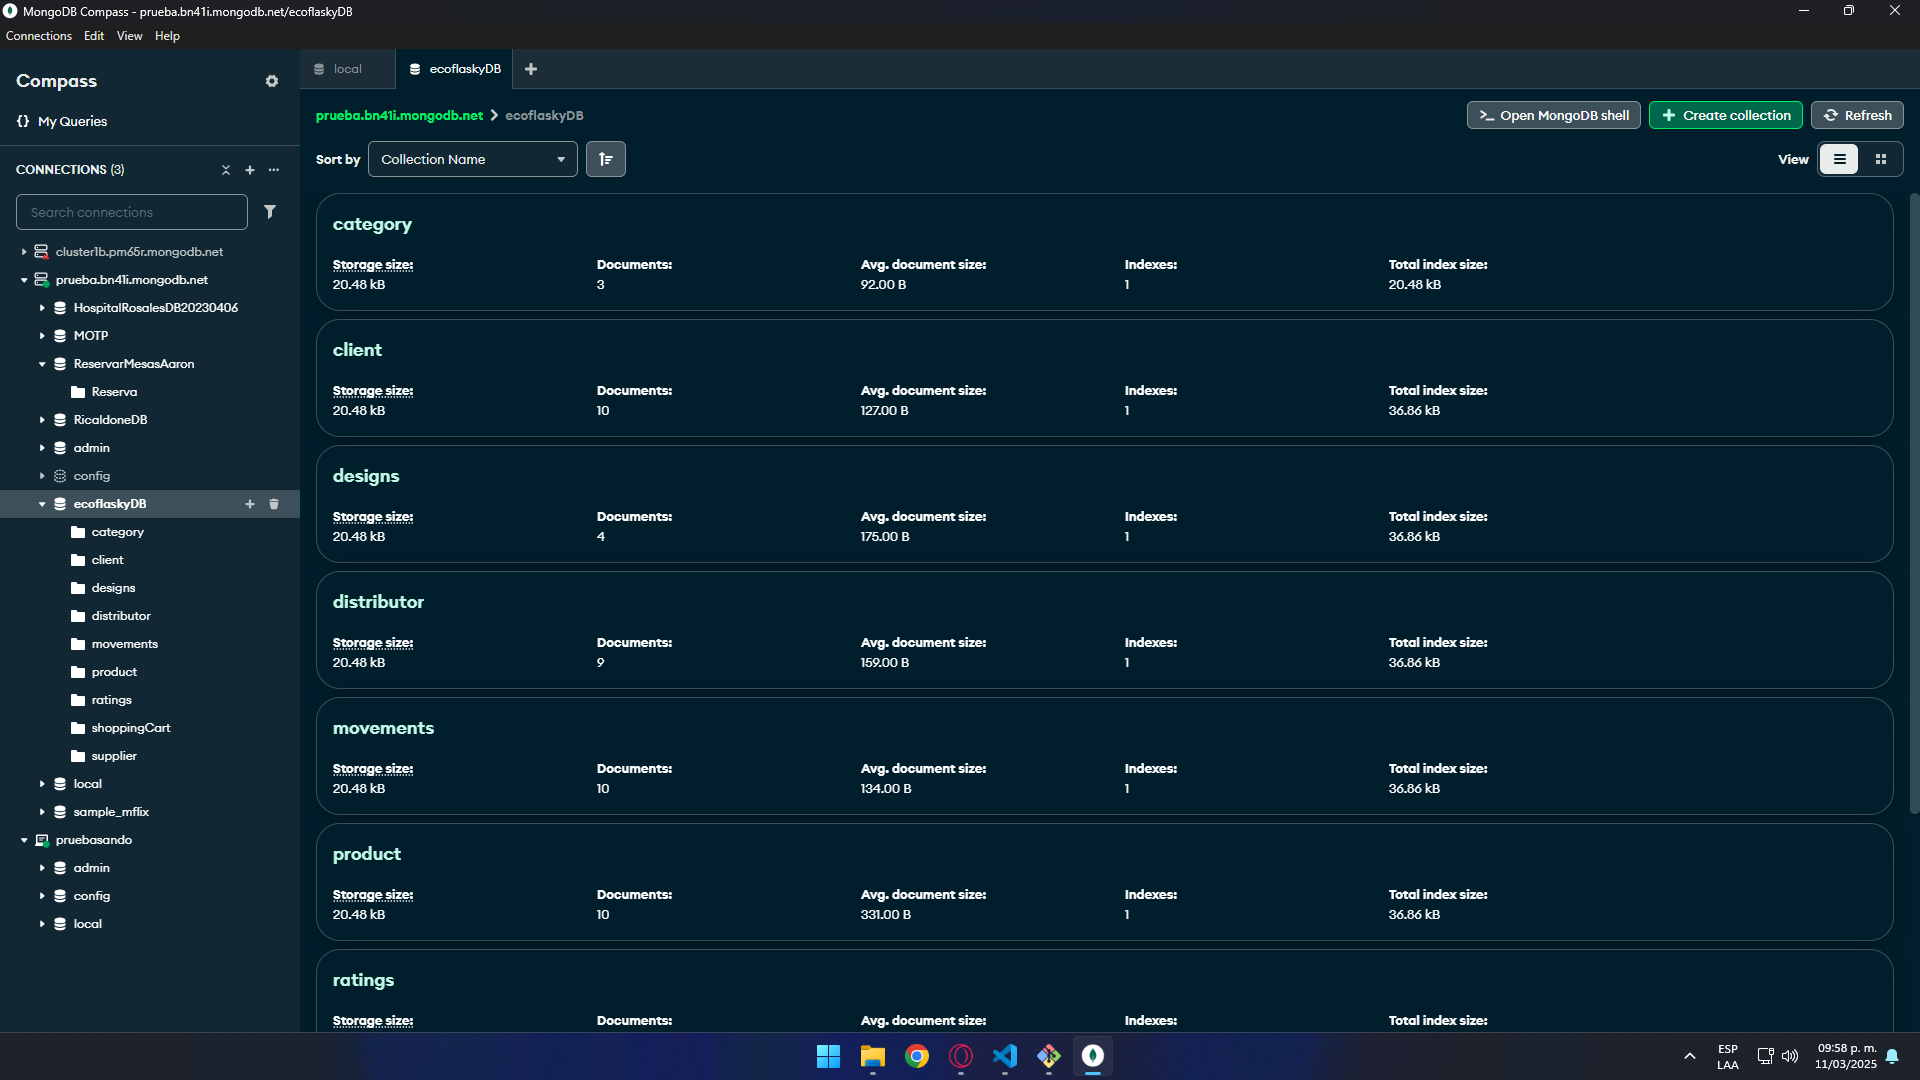 MongoDB Compass - prueba.bn41i.mongodb.net/ecoflaskyDB
Connections Edit View Help
Compass
{} My Queries
CONNECTIONS (3)
Search connections
cluster1b.pm65r.mongodb.net
prueba.bn41i.mongodb.net
HospitalRosalesDB20230406
MOTP
ReservarMesasAaron
Reserva
RicaldoneDB
admin
config
ecoflaskyDB
category
client
designs
distributor
movements
product
ratings
shoppingCart
supplier
local
sample_mflix
pruebasando
admin
config
local
local
ecoflaskyDB
prueba.bn41i.mongodb.net > ecoflaskyDB
>_ Open MongoDB shell
+ Create collection
Refresh
Sort by Collection Name
View
category
Storage size: Documents: Avg. document size: Indexes: Total index size:
20.48 kB 3 92.00 B 1 20.48 kB
client
Storage size: Documents: Avg. document size: Indexes: Total index size:
20.48 kB 10 127.00 B 1 36.86 kB
designs
Storage size: Documents: Avg. document size: Indexes: Total index size:
20.48 kB 4 175.00 B 1 36.86 kB
distributor
Storage size: Documents: Avg. document size: Indexes: Total index size:
20.48 kB 9 159.00 B 1 36.86 kB
movements
Storage size: Documents: Avg. document size: Indexes: Total index size:
20.48 kB 10 134.00 B 1 36.86 kB
product
Storage size: Documents: Avg. document size: Indexes: Total index size:
20.48 kB 10 331.00 B 1 36.86 kB
ratings
Storage size: Documents: Avg. document size: Indexes: Total index size:
ESP
LAA
09:58 p. m.
11/03/2025